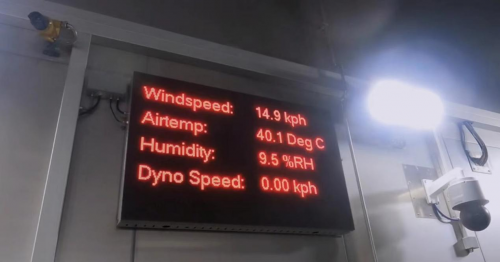 Windspeed: 14.9 kph
Airtemp: 40.1 Deg C
Humidity: 9.5 %RH
Dyno Speed: 0.00 kph